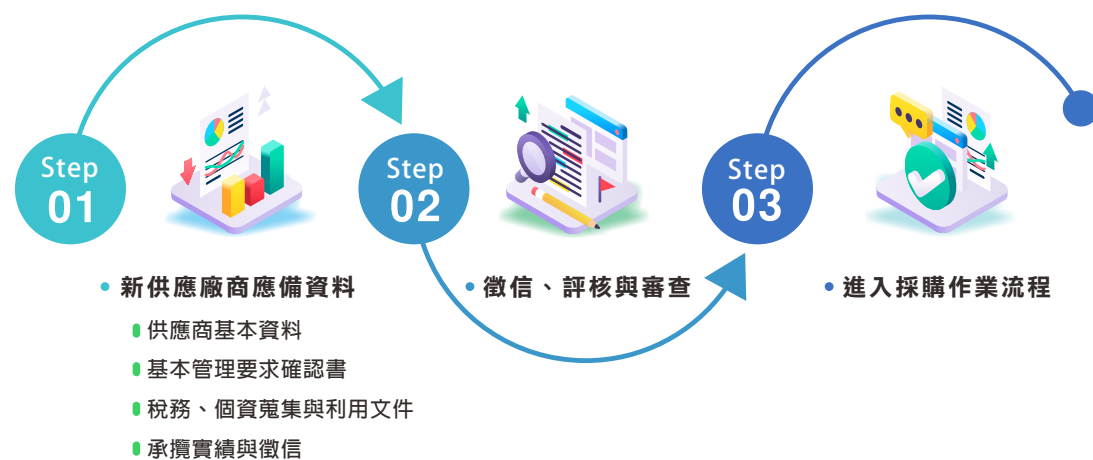 Step
01
Step
02
Step
03
• 新供應廠商應備資料
供應商基本資料
基本管理要求確認書
稅務、個資蒐集與利用文件
承攬實績與徵信
• 徵信、評核與審查
• 進入採購作業流程